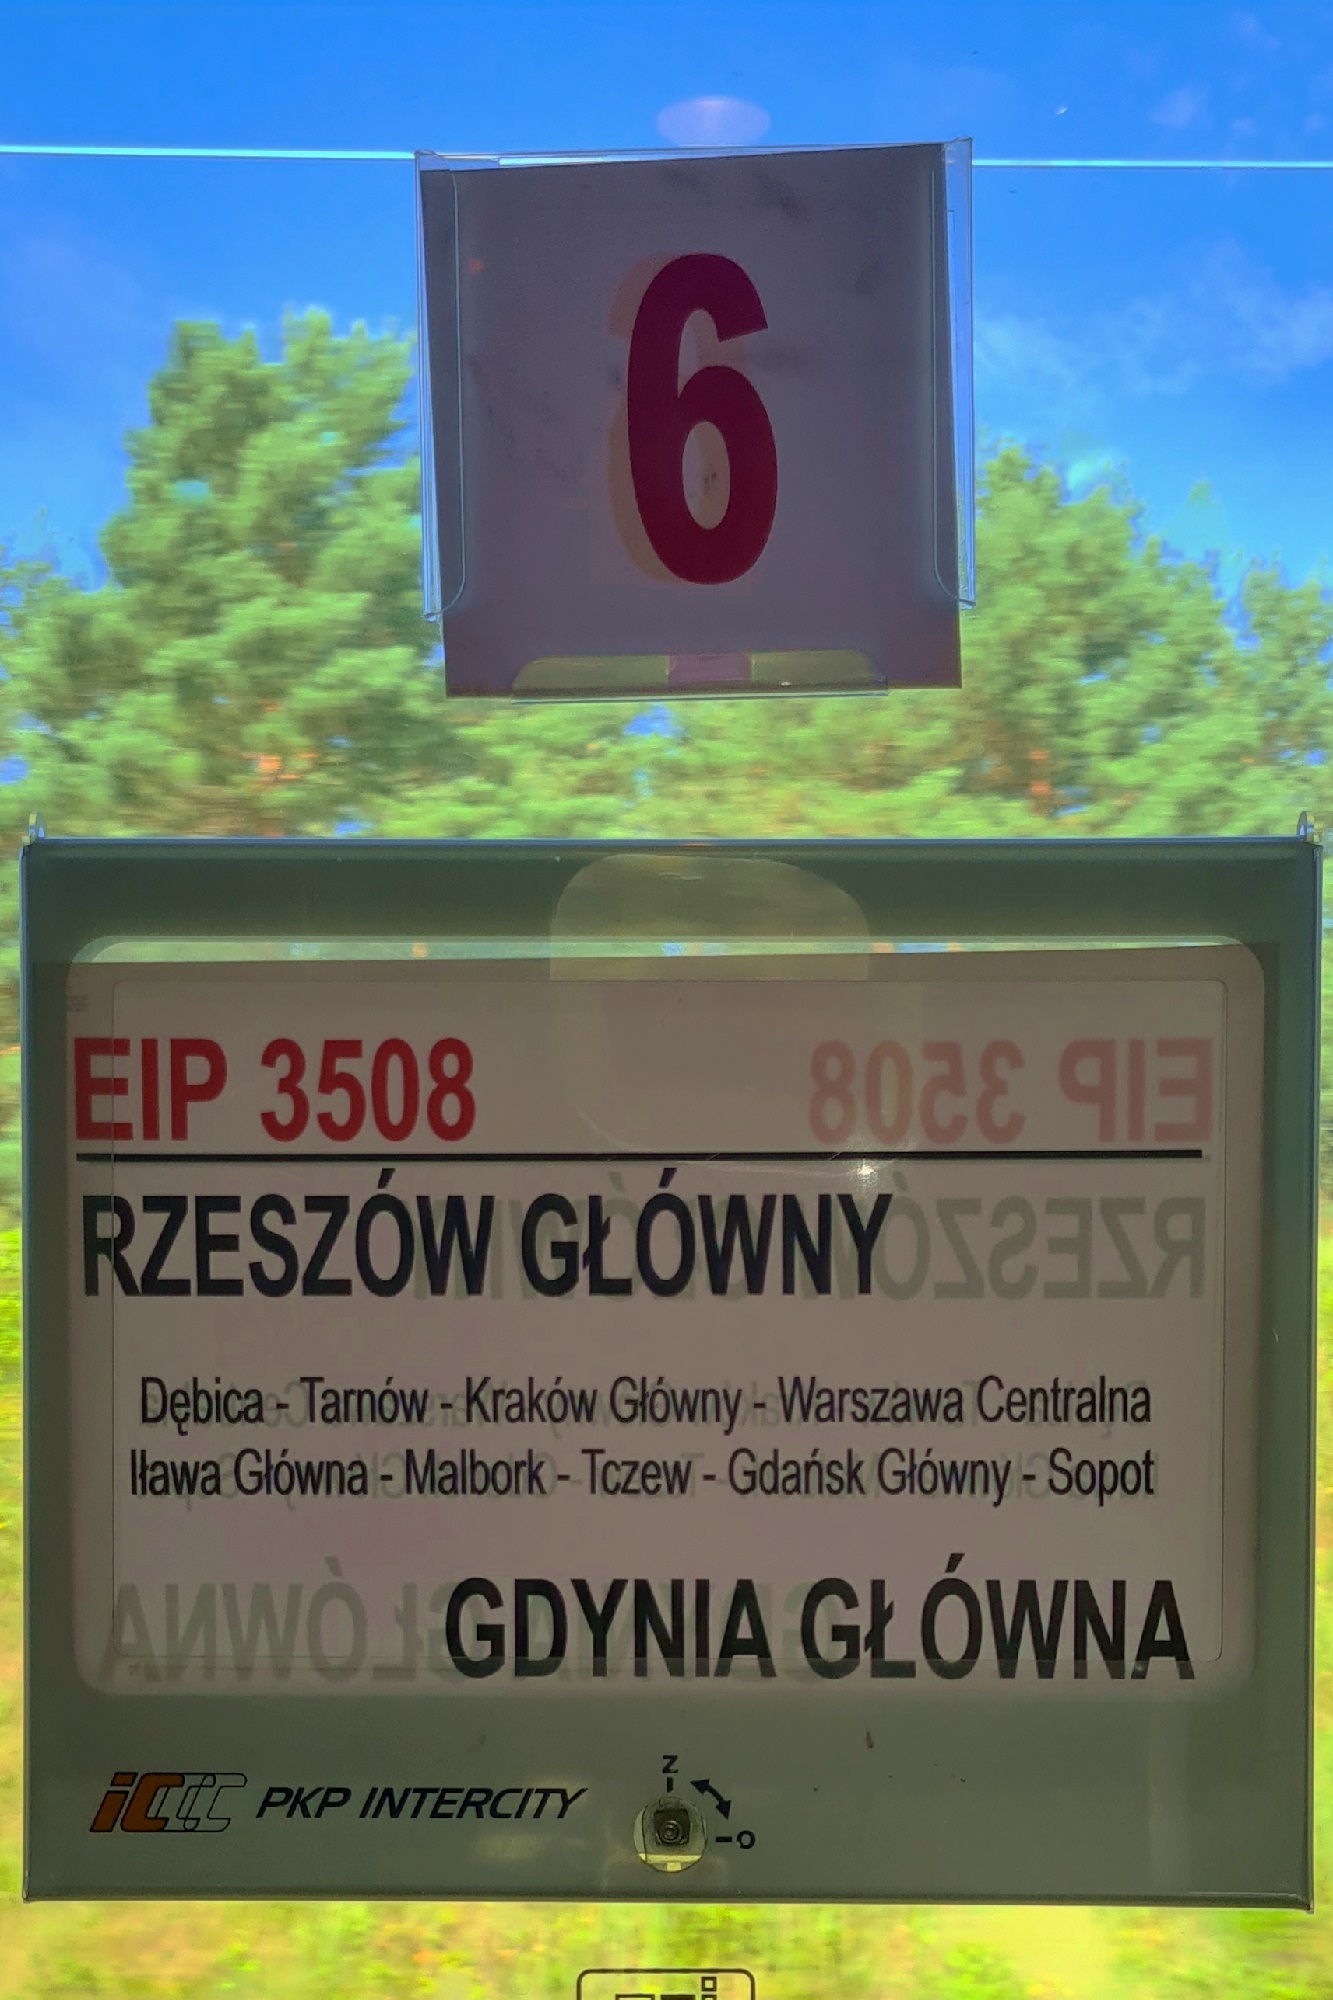 6
EIP 3508
RZESZÓW GŁÓWNY
Dębica - Tarnów - Kraków Główny - Warszawa Centralna
Iława Główna - Malbork - Tczew - Gdańsk Główny - Sopot
GDYNIA GŁÓWNA
iC PKP INTERCITY
Z
O